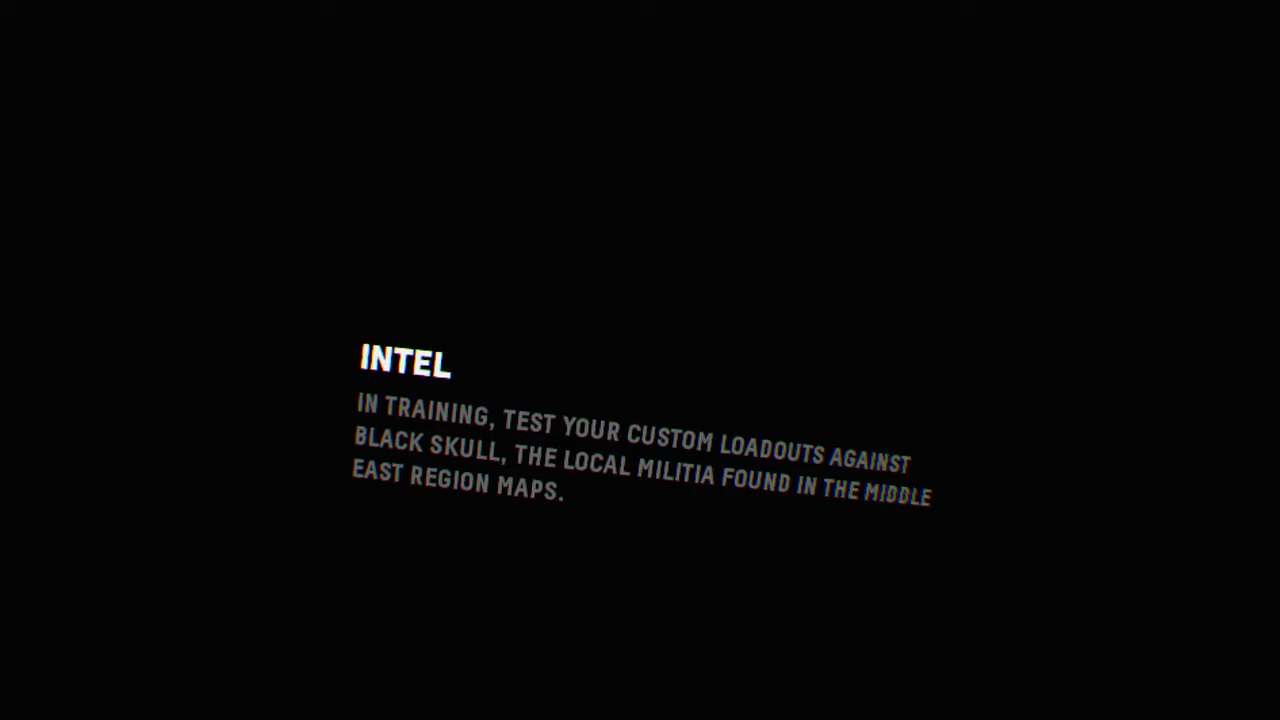 INTEL
IN TRAINING, TEST YOUR CUSTOM LOADOUTS AGAINST
BLACK SKULL, THE LOCAL MILITIA FOUND IN THE MIDDLE
EAST REGION MAPS.